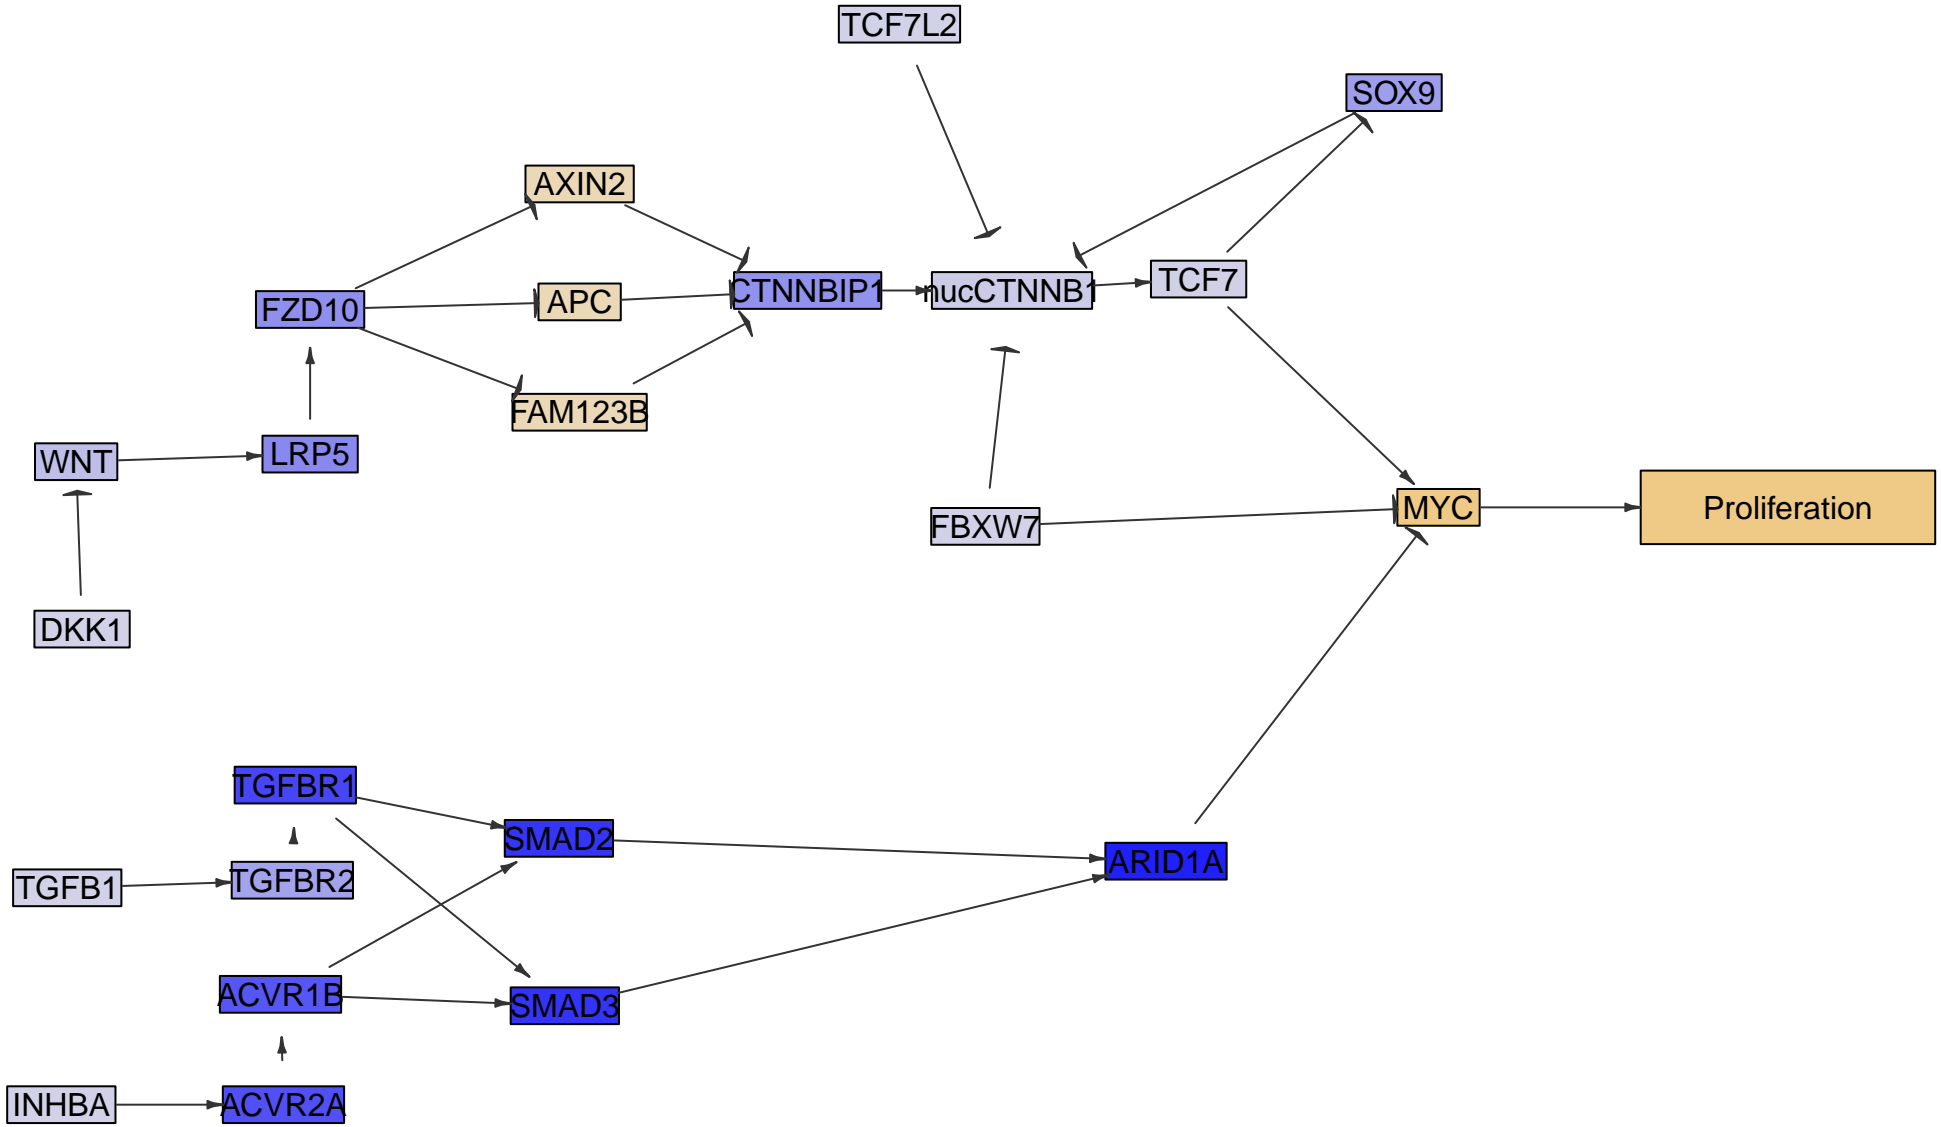 TCF7L2
SOX9
AXIN2
TCF7
CTNNBIP1
nucCTNNB1
APC
FZD10
FAM123B
LRP5
WNT
MYC
Proliferation
FBXW7
DKK1
TGFBR1
SMAD2
ARID1A
TGFBR2
TGFB1
ACVR1B
SMAD3
INHBA
ACVR2A